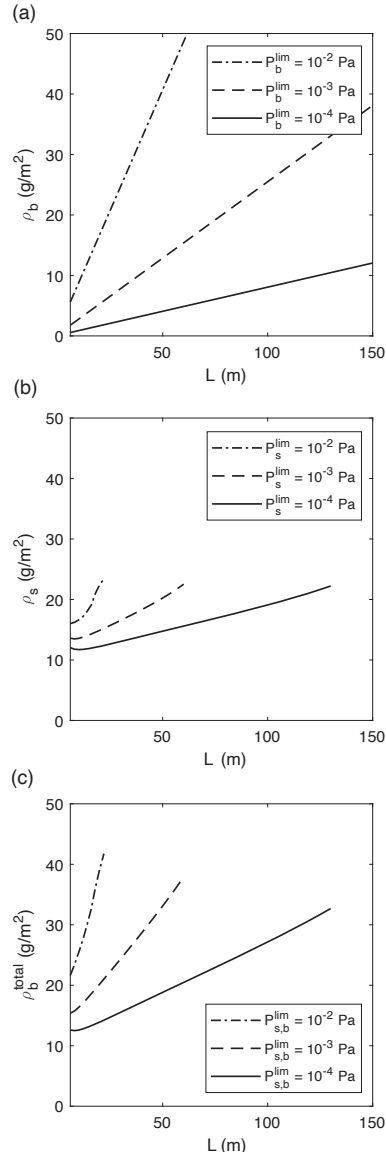 (a)
50
40
30
20
10
0
ρ_b (g/m²)
P_b^lim = 10⁻² Pa
P_b^lim = 10⁻³ Pa
P_b^lim = 10⁻⁴ Pa
50 100 150
L (m)
(b)
50
40
30
20
10
0
ρ_s (g/m²)
P_s^lim = 10⁻² Pa
P_s^lim = 10⁻³ Pa
P_s^lim = 10⁻⁴ Pa
50 100 150
L (m)
(c)
50
40
30
20
10
0
ρ_b^total (g/m²)
P_s,b^lim = 10⁻² Pa
P_s,b^lim = 10⁻³ Pa
P_s,b^lim = 10⁻⁴ Pa
50 100 150
L (m)